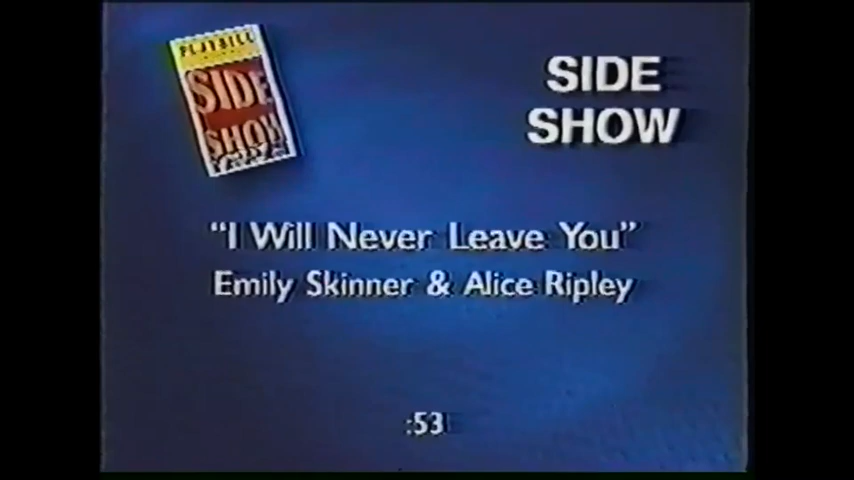 PLAYBILL
SIDE
SHOW
SIDE
SHOW
"I Will Never Leave You"
Emily Skinner & Alice Ripley
:53